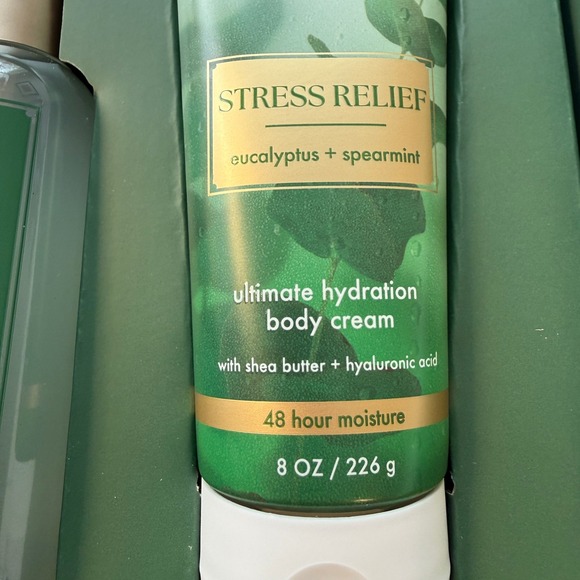 STRESS RELIEF
eucalyptus + spearmint
ultimate hydration
body cream
with shea butter + hyaluronic acid
48 hour moisture
8 OZ / 226 g